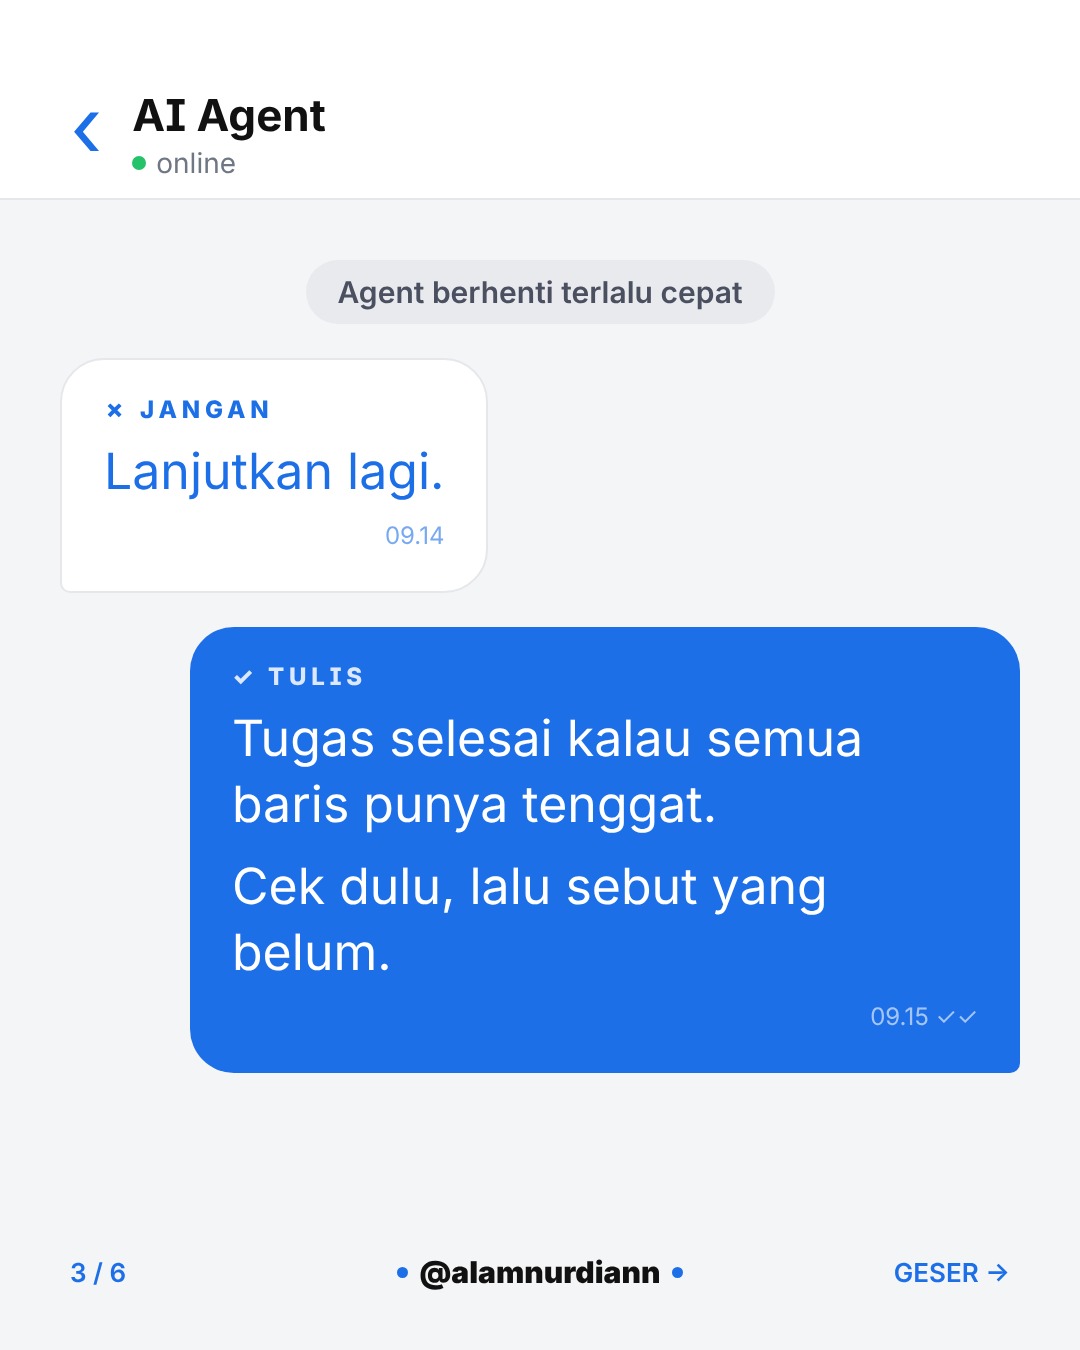 AI Agent
online
Agent berhenti terlalu cepat
× JANGAN
Lanjutkan lagi.
09.14
✓ TULIS
Tugas selesai kalau semua
baris punya tenggat.
Cek dulu, lalu sebut yang
belum.
09.15 ✓✓
3 / 6
• @alamnurdiann •
GESER →